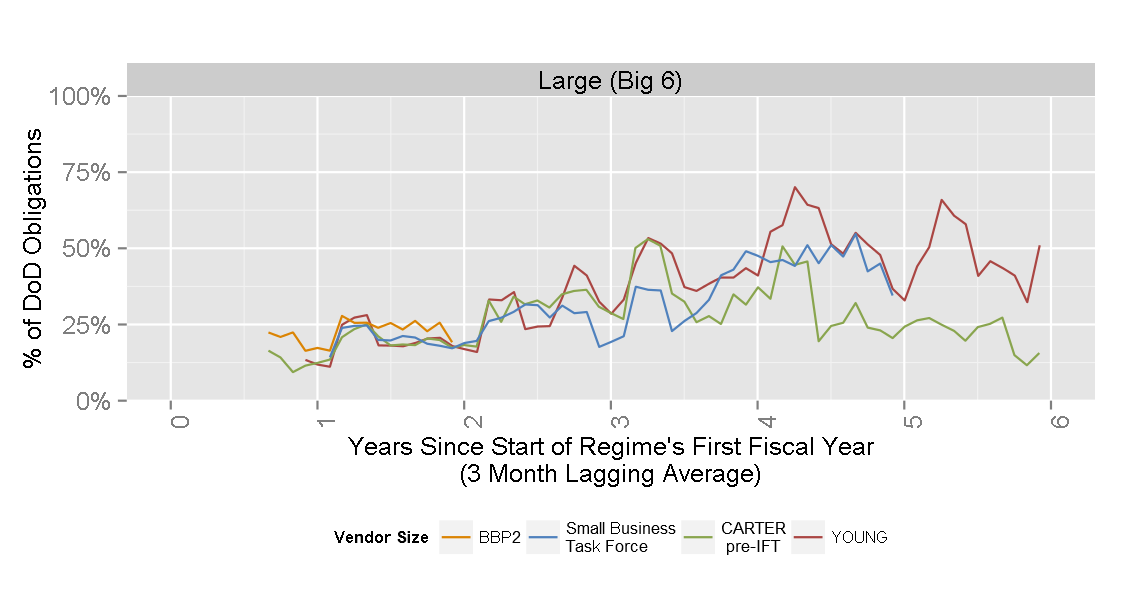 Large (Big 6)
100%
75%
50%
25%
0%
% of DoD Obligations
0
1
2
3
4
5
6
Years Since Start of Regime's First Fiscal Year
(3 Month Lagging Average)
Vendor Size
BBP2
Small Business
Task Force
CARTER
pre-IFT
YOUNG